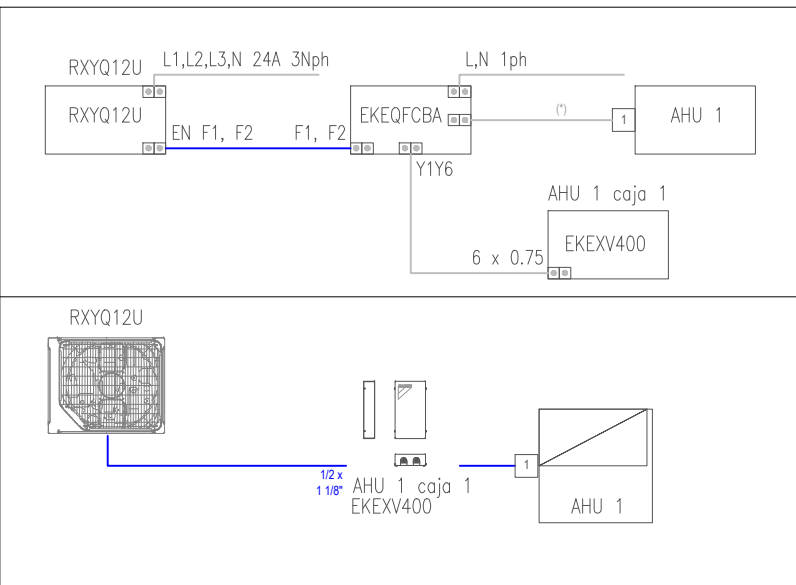 RXYQ12U
L1,L2,L3,N 24A 3Nph
L,N 1ph
RXYQ12U
EKEQFCBA
(*)
1
AHU 1
EN F1, F2
F1, F2
Y1Y6
AHU 1 caja 1
EKEXV400
6 x 0.75
RXYQ12U
1/2 x
1 1/8"
AHU 1 caja 1
EKEXV400
1
AHU 1